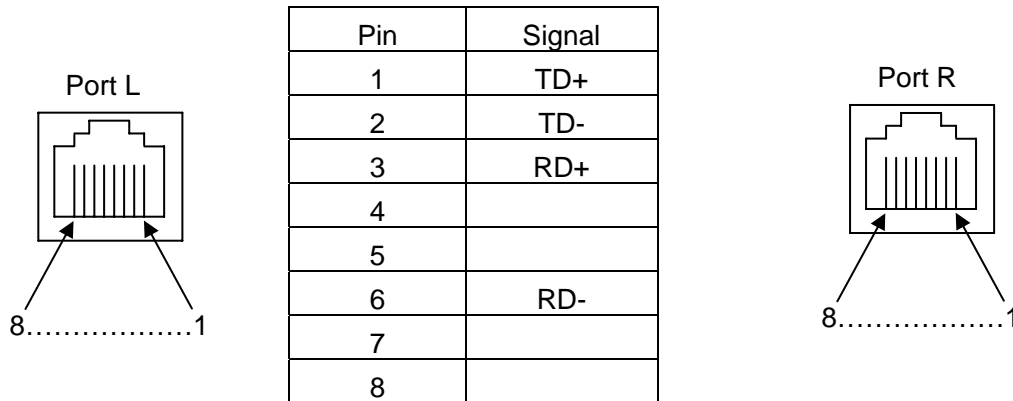 Port L
8………………1
Pin Signal
1 TD+
2 TD-
3 RD+
4
5
6 RD-
7
8
Port R
8………………1